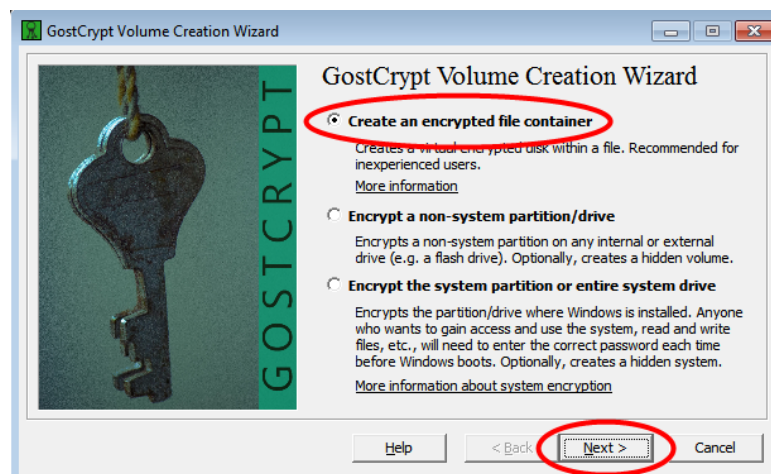 GostCrypt Volume Creation Wizard
GOSTCRYPT
GostCrypt Volume Creation Wizard
Create an encrypted file container
Creates a virtual encrypted disk within a file. Recommended for
inexperienced users.
More information
Encrypt a non-system partition/drive
Encrypts a non-system partition on any internal or external
drive (e.g. a flash drive). Optionally, creates a hidden volume.
Encrypt the system partition or entire system drive
Encrypts the partition/drive where Windows is installed. Anyone
who wants to gain access and use the system, read and write
files, etc., will need to enter the correct password each time
before Windows boots. Optionally, creates a hidden system.
More information about system encryption
Help
< Back
Next >
Cancel